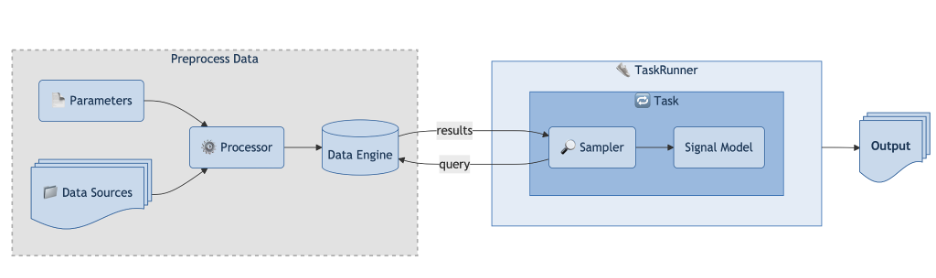 Preprocess Data
Parameters
Data Sources
Processor
Data Engine
results
query
TaskRunner
Task
Sampler
Signal Model
Output